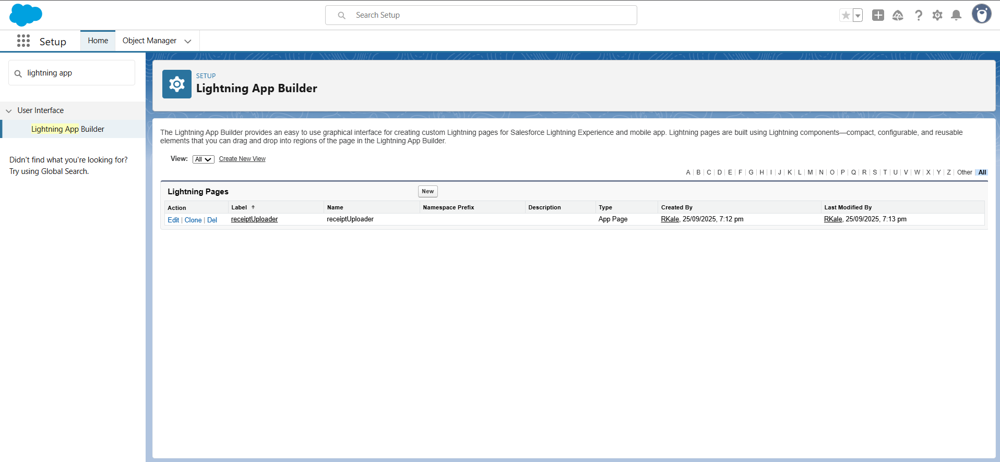 Search Setup
Setup
Home
Object Manager
lightning app
User Interface
Lightning App Builder
Didn't find what you're looking for?
Try using Global Search.
SETUP
Lightning App Builder
The Lightning App Builder provides an easy to use graphical interface for creating custom Lightning pages for Salesforce Lightning Experience and mobile app. Lightning pages are built using Lightning components—compact, configurable, and reusable
elements that you can drag and drop into regions of the page in the Lightning App Builder.
View: All Create New View
A | B | C | D | E | F | G | H | I | J | K | L | M | N | O | P | Q | R | S | T | U | V | W | X | Y | Z | Other All
Lightning Pages New
Action Label Name Namespace Prefix Description Type Created By Last Modified By
Edit | Clone | Del receiptUploader receiptUploader App Page RKale, 25/09/2025, 7:12 pm RKale, 25/09/2025, 7:13 pm